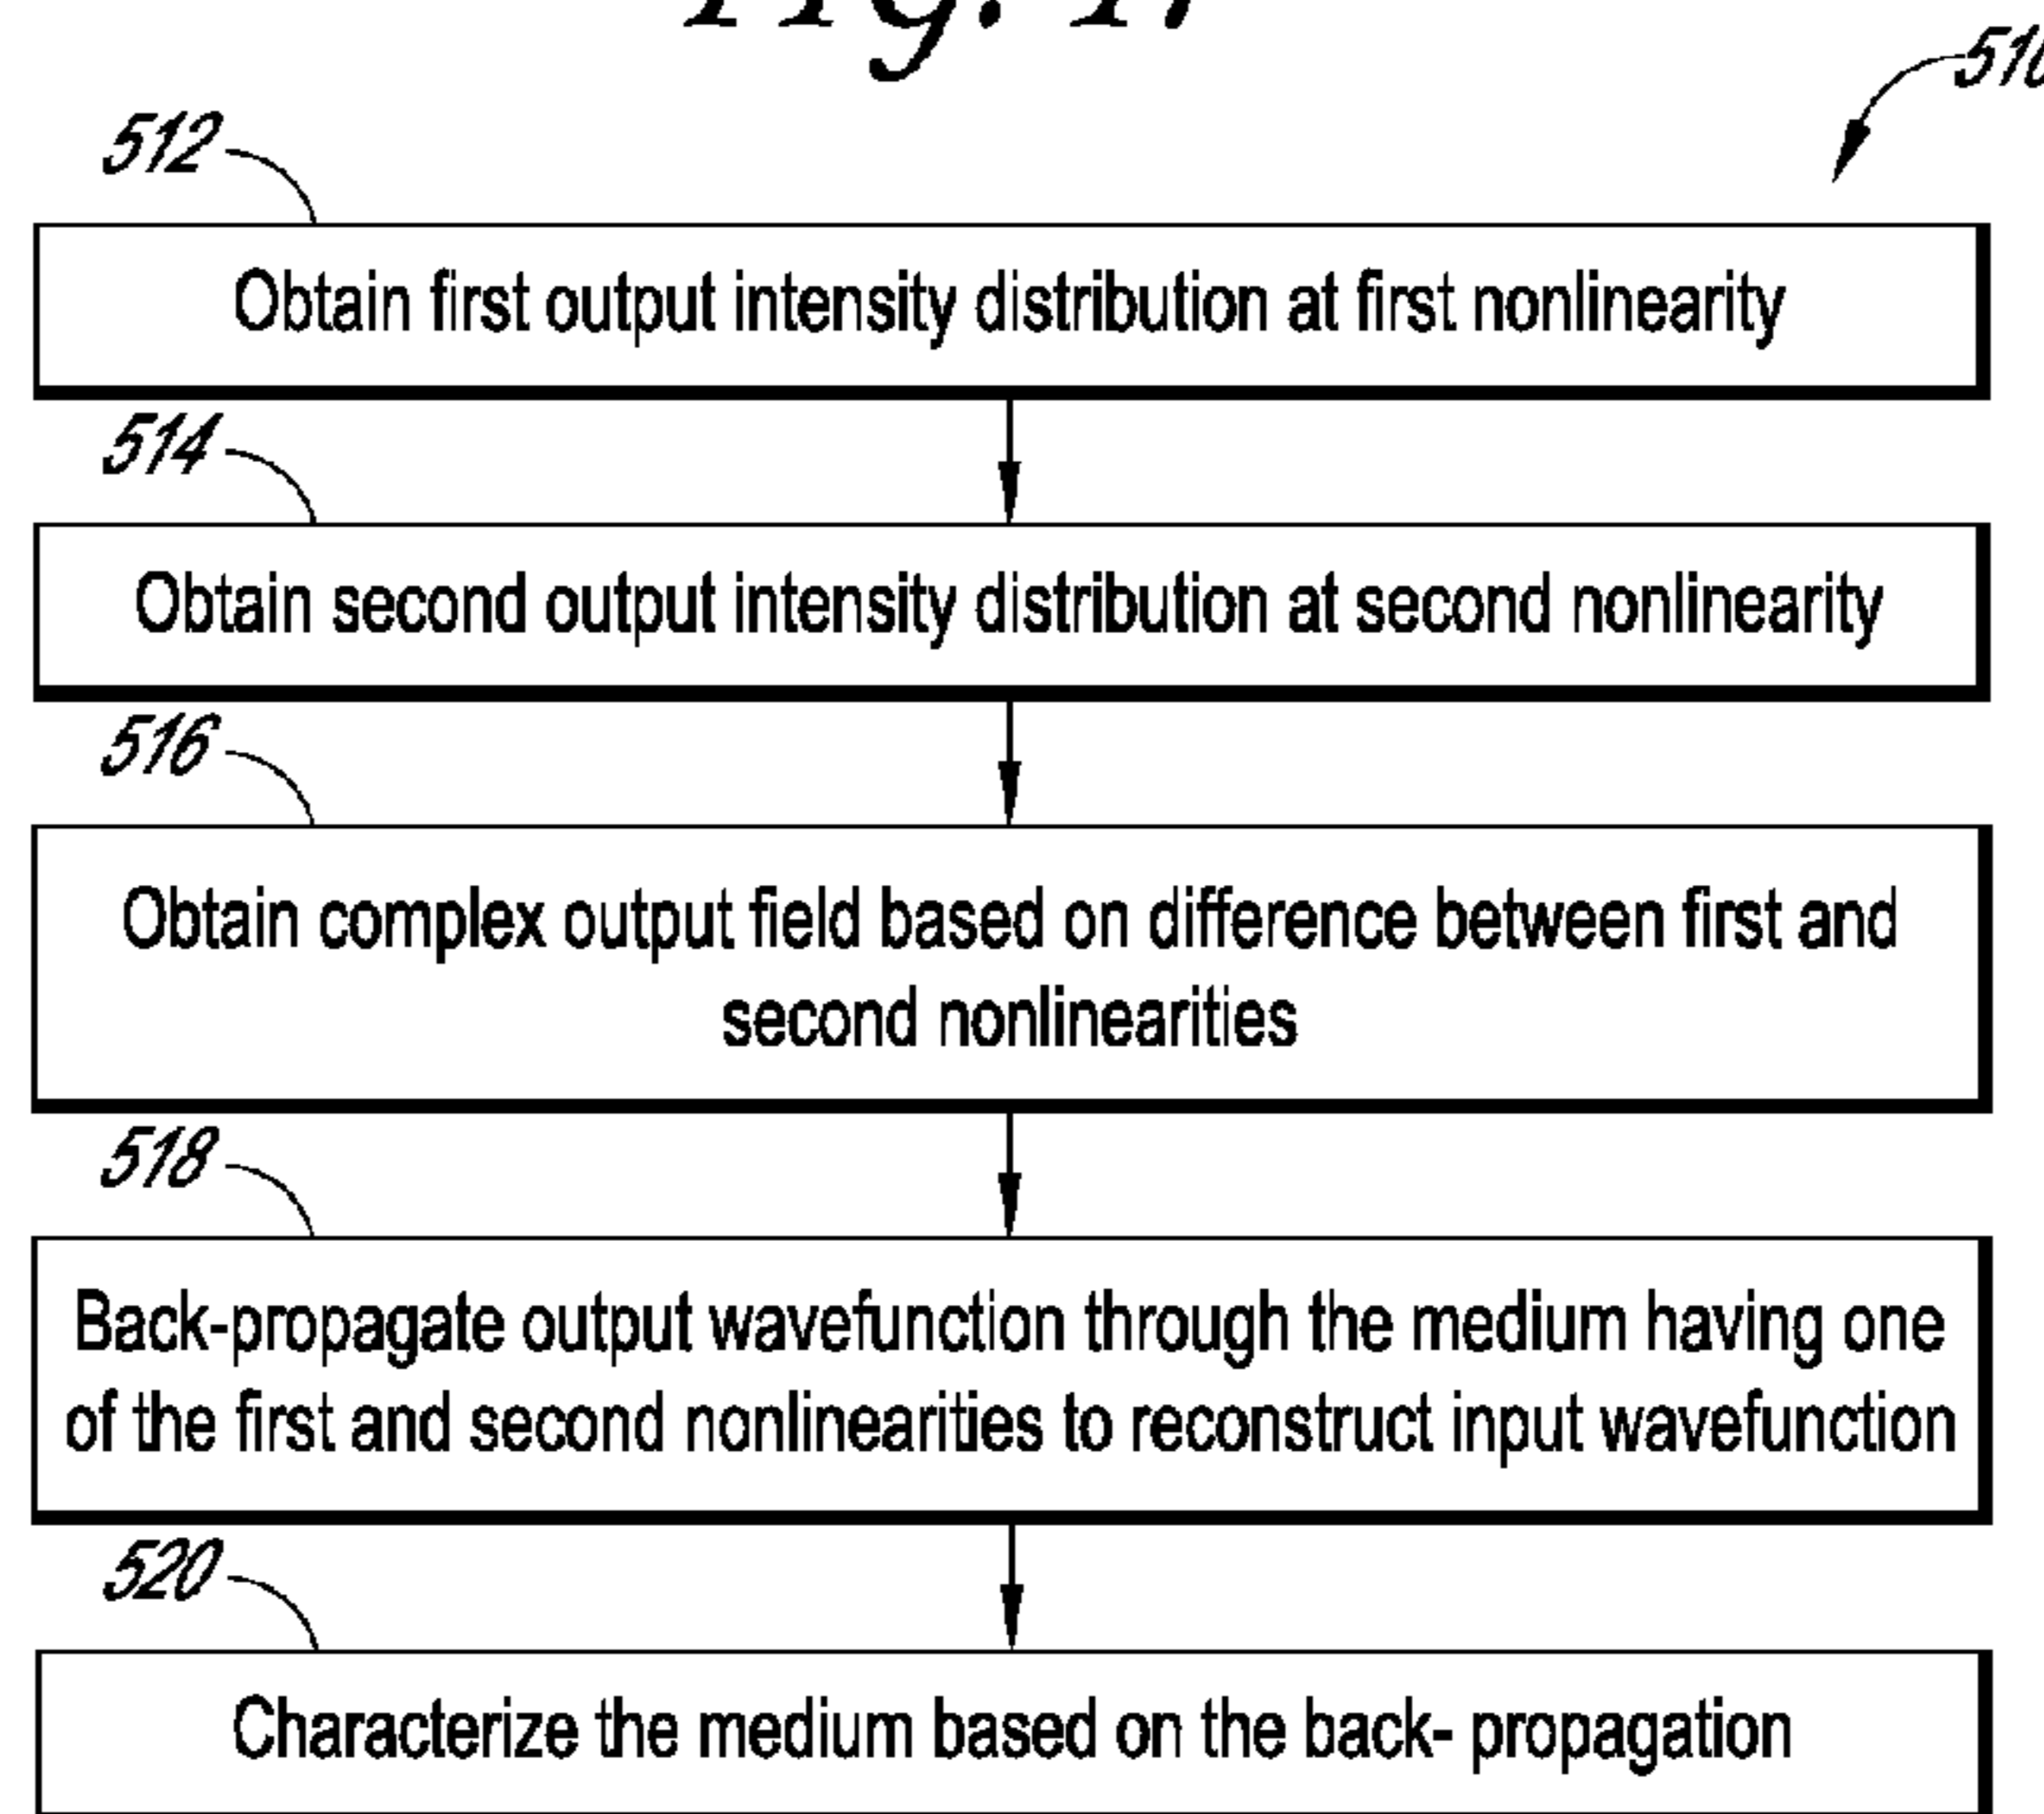 Fig.
510
512
Obtain first output intensity distribution at first nonlinearity
514
Obtain second output intensity distribution at second nonlinearity
516
Obtain complex output field based on difference between first and
second nonlinearities
518
Back-propagate output wavefunction through the medium having one
of the first and second nonlinearities to reconstruct input wavefunction
520
Characterize the medium based on the back- propagation